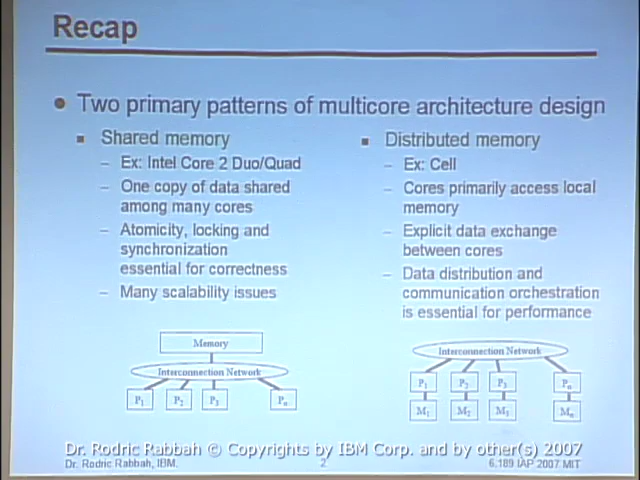 Recap
● Two primary patterns of multicore architecture design
■ Shared memory
– Ex: Intel Core 2 Duo/Quad
– One copy of data shared
among many cores
– Atomicity, locking and
synchronization
essential for correctness
– Many scalability issues
■ Distributed memory
– Ex: Cell
– Cores primarily access local
memory
– Explicit data exchange
between cores
– Data distribution and
communication orchestration
is essential for performance
Memory
Interconnection Network
P1 P2 P3 Pn
Interconnection Network
P1 P2 P3 Pn
M1 M2 M3 Mn
Dr. Rodric Rabbah © Copyrights by IBM Corp. and by other(s) 2007
Dr. Rodric Rabbah, IBM. 2 6.189 IAP 2007 MIT